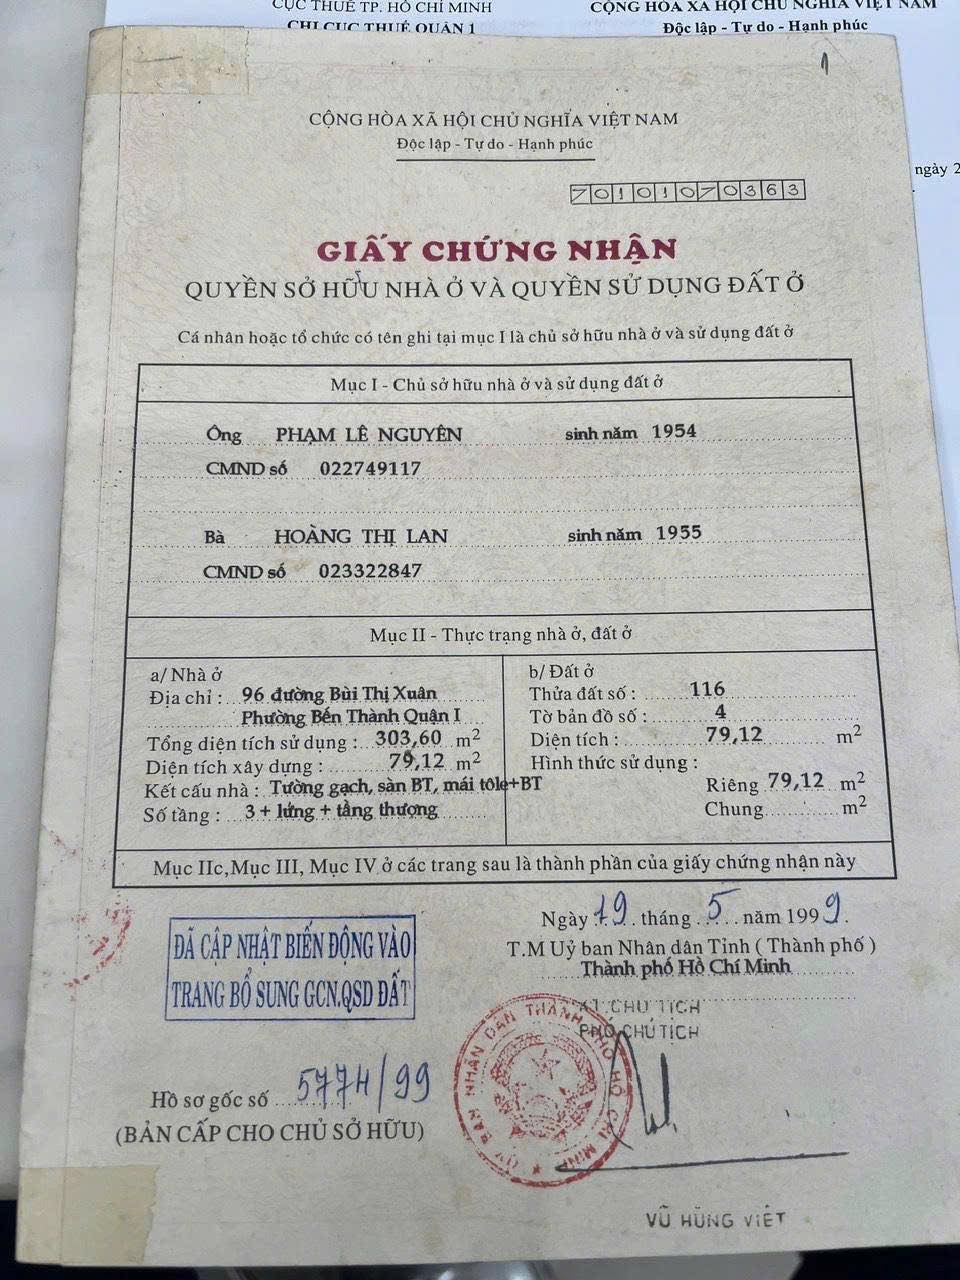 CỤC THUẾ TP. HỒ CHÍ MINH
CHI CỤC THUẾ QUẬN 1
CỘNG HÒA XÃ HỘI CHỦ NGHĨA VIỆT NAM
Độc lập - Tự do - Hạnh phúc
ngày 2
1
CỘNG HÒA XÃ HỘI CHỦ NGHĨA VIỆT NAM
Độc lập - Tự do - Hạnh phúc
70101070363
GIẤY CHỨNG NHẬN
QUYỀN SỞ HỮU NHÀ Ở VÀ QUYỀN SỬ DỤNG ĐẤT Ở
Cá nhân hoặc tổ chức có tên ghi tại mục I là chủ sở hữu nhà ở và sử dụng đất ở
Mục I - Chủ sở hữu nhà ở và sử dụng đất ở
Ông PHẠM LÊ NGUYÊN sinh năm 1954
CMND số 022749117
Bà HOÀNG THỊ LAN sinh năm 1955
CMND số 023322847
Mục II - Thực trạng nhà ở, đất ở
a/ Nhà ở
Địa chỉ : 96 đường Bùi Thị Xuân
Phường Bến Thành Quận I
Tổng diện tích sử dụng : 303,60 m2
Diện tích xây dựng : 79,12 m2
Kết cấu nhà : Tường gạch, sàn BT, mái tôle+BT
Số tầng : 3 + lửng + tầng thượng
b/ Đất ở
Thửa đất số : 116
Tờ bản đồ số : 4
Diện tích : 79,12 m2
Hình thức sử dụng :
Riêng 79,12 m2
Chung m2
Mục IIc, Mục III, Mục IV ở các trang sau là thành phần của giấy chứng nhận này
Ngày 19 tháng 5 năm 1999.
T.M Uỷ ban Nhân dân Tỉnh ( Thành phố )
Thành phố Hồ Chí Minh
KT. CHỦ TỊCH
PHÓ CHỦ TỊCH
ĐÃ CẬP NHẬT BIẾN ĐỘNG VÀO
TRANG BỔ SUNG GCN,QSD ĐẤT
ỦY BAN NHÂN DÂN THÀNH PHỐ HỒ CHÍ MINH
Hồ sơ gốc số 5774/99
(BẢN CẤP CHO CHỦ SỞ HỮU)
VŨ HÙNG VIỆT